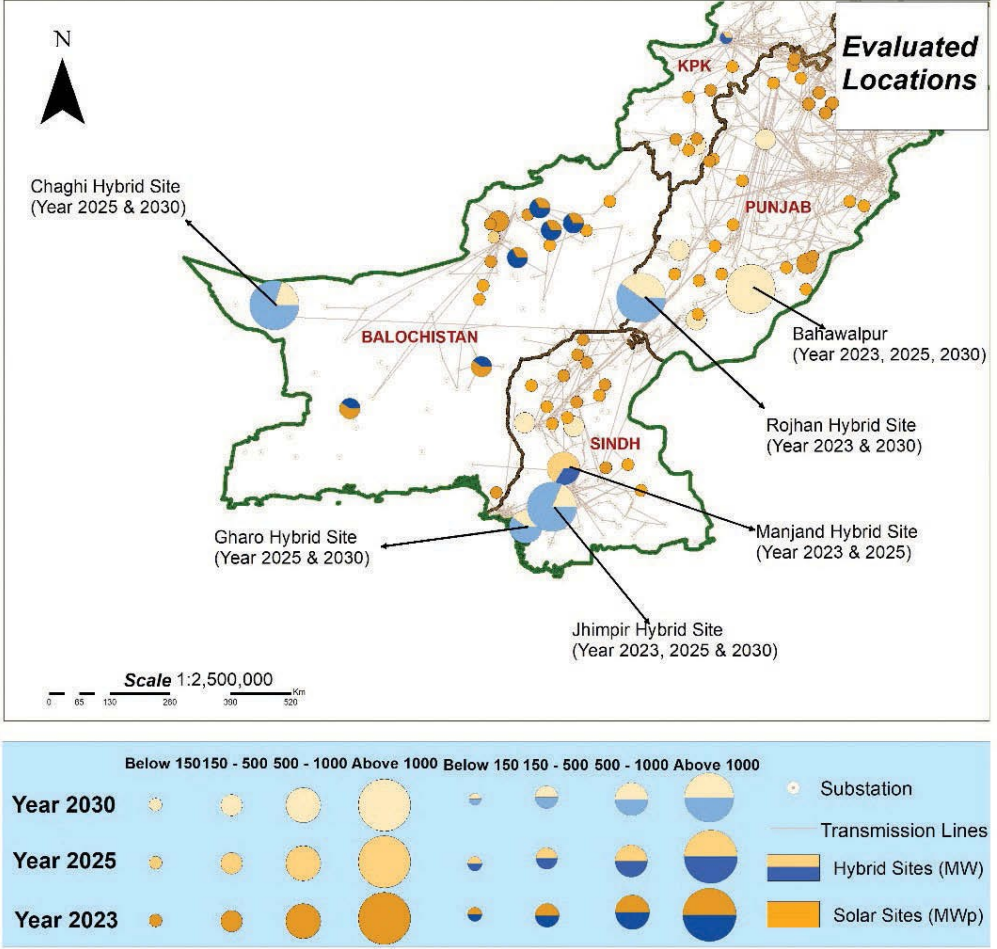 N
Evaluated
Locations
KPK
Chaghi Hybrid Site
(Year 2025 & 2030)
PUNJAB
BALOCHISTAN
Bahawalpur
(Year 2023, 2025, 2030)
Rojhan Hybrid Site
(Year 2023 & 2030)
SINDH
Gharo Hybrid Site
(Year 2025 & 2030)
Manjand Hybrid Site
(Year 2023 & 2025)
Jhimpir Hybrid Site
(Year 2023, 2025 & 2030)
Scale 1:2,500,000
Km
0 65 130 260 390 520
Below 150 150 - 500 500 - 1000 Above 1000 Below 150 150 - 500 500 - 1000 Above 1000
Year 2030
Substation
Transmission Lines
Year 2025
Hybrid Sites (MW)
Year 2023
Solar Sites (MWp)